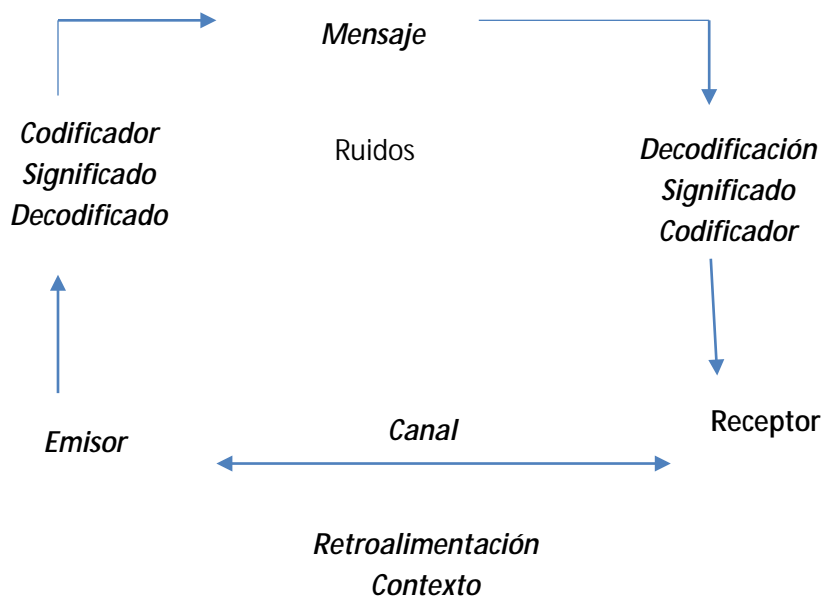 Mensaje
Codificador
Significado
Decodificado
Ruidos
Decodificación
Significado
Codificador
Emisor
Canal
Receptor
Retroalimentación
Contexto